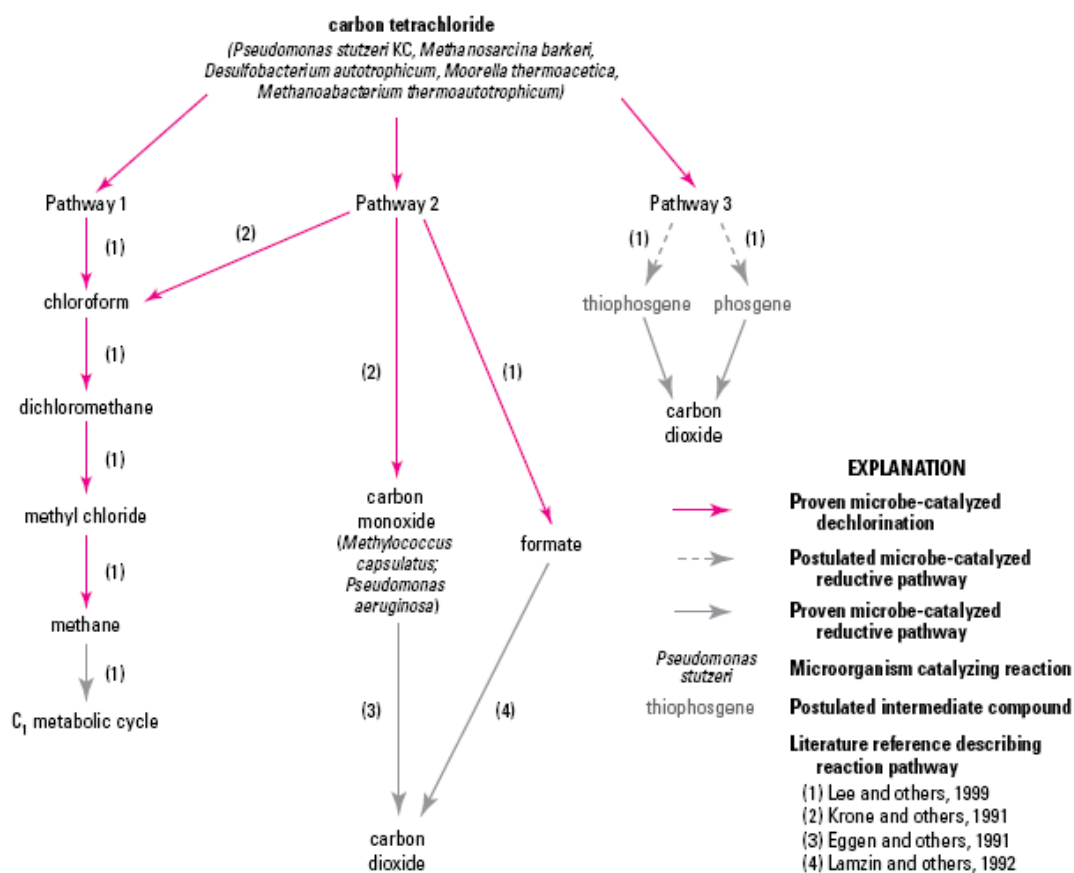 carbon tetrachloride
(Pseudomonas stutzeri KC, Methanosarcina barkeri,
Desulfobacterium autotrophicum, Moorella thermoacetica,
Methanoabacterium thermoautotrophicum)
Pathway 1
Pathway 2
Pathway 3
(1)
(2)
(1)
(1)
chloroform
thiophosgene
phosgene
(1)
(2)
(1)
dichloromethane
carbon
dioxide
(1)
methyl chloride
carbon
monoxide
(Methylococcus
capsulatus;
Pseudomonas
aeruginosa)
formate
(1)
methane
(1)
C1 metabolic cycle
(3)
(4)
carbon
dioxide
EXPLANATION
Proven microbe-catalyzed
dechlorination
Postulated microbe-catalyzed
reductive pathway
Proven microbe-catalyzed
reductive pathway
Pseudomonas
stutzeri
Microorganism catalyzing reaction
thiophosgene
Postulated intermediate compound
Literature reference describing
reaction pathway
(1) Lee and others, 1999
(2) Krone and others, 1991
(3) Eggen and others, 1991
(4) Lamzin and others, 1992